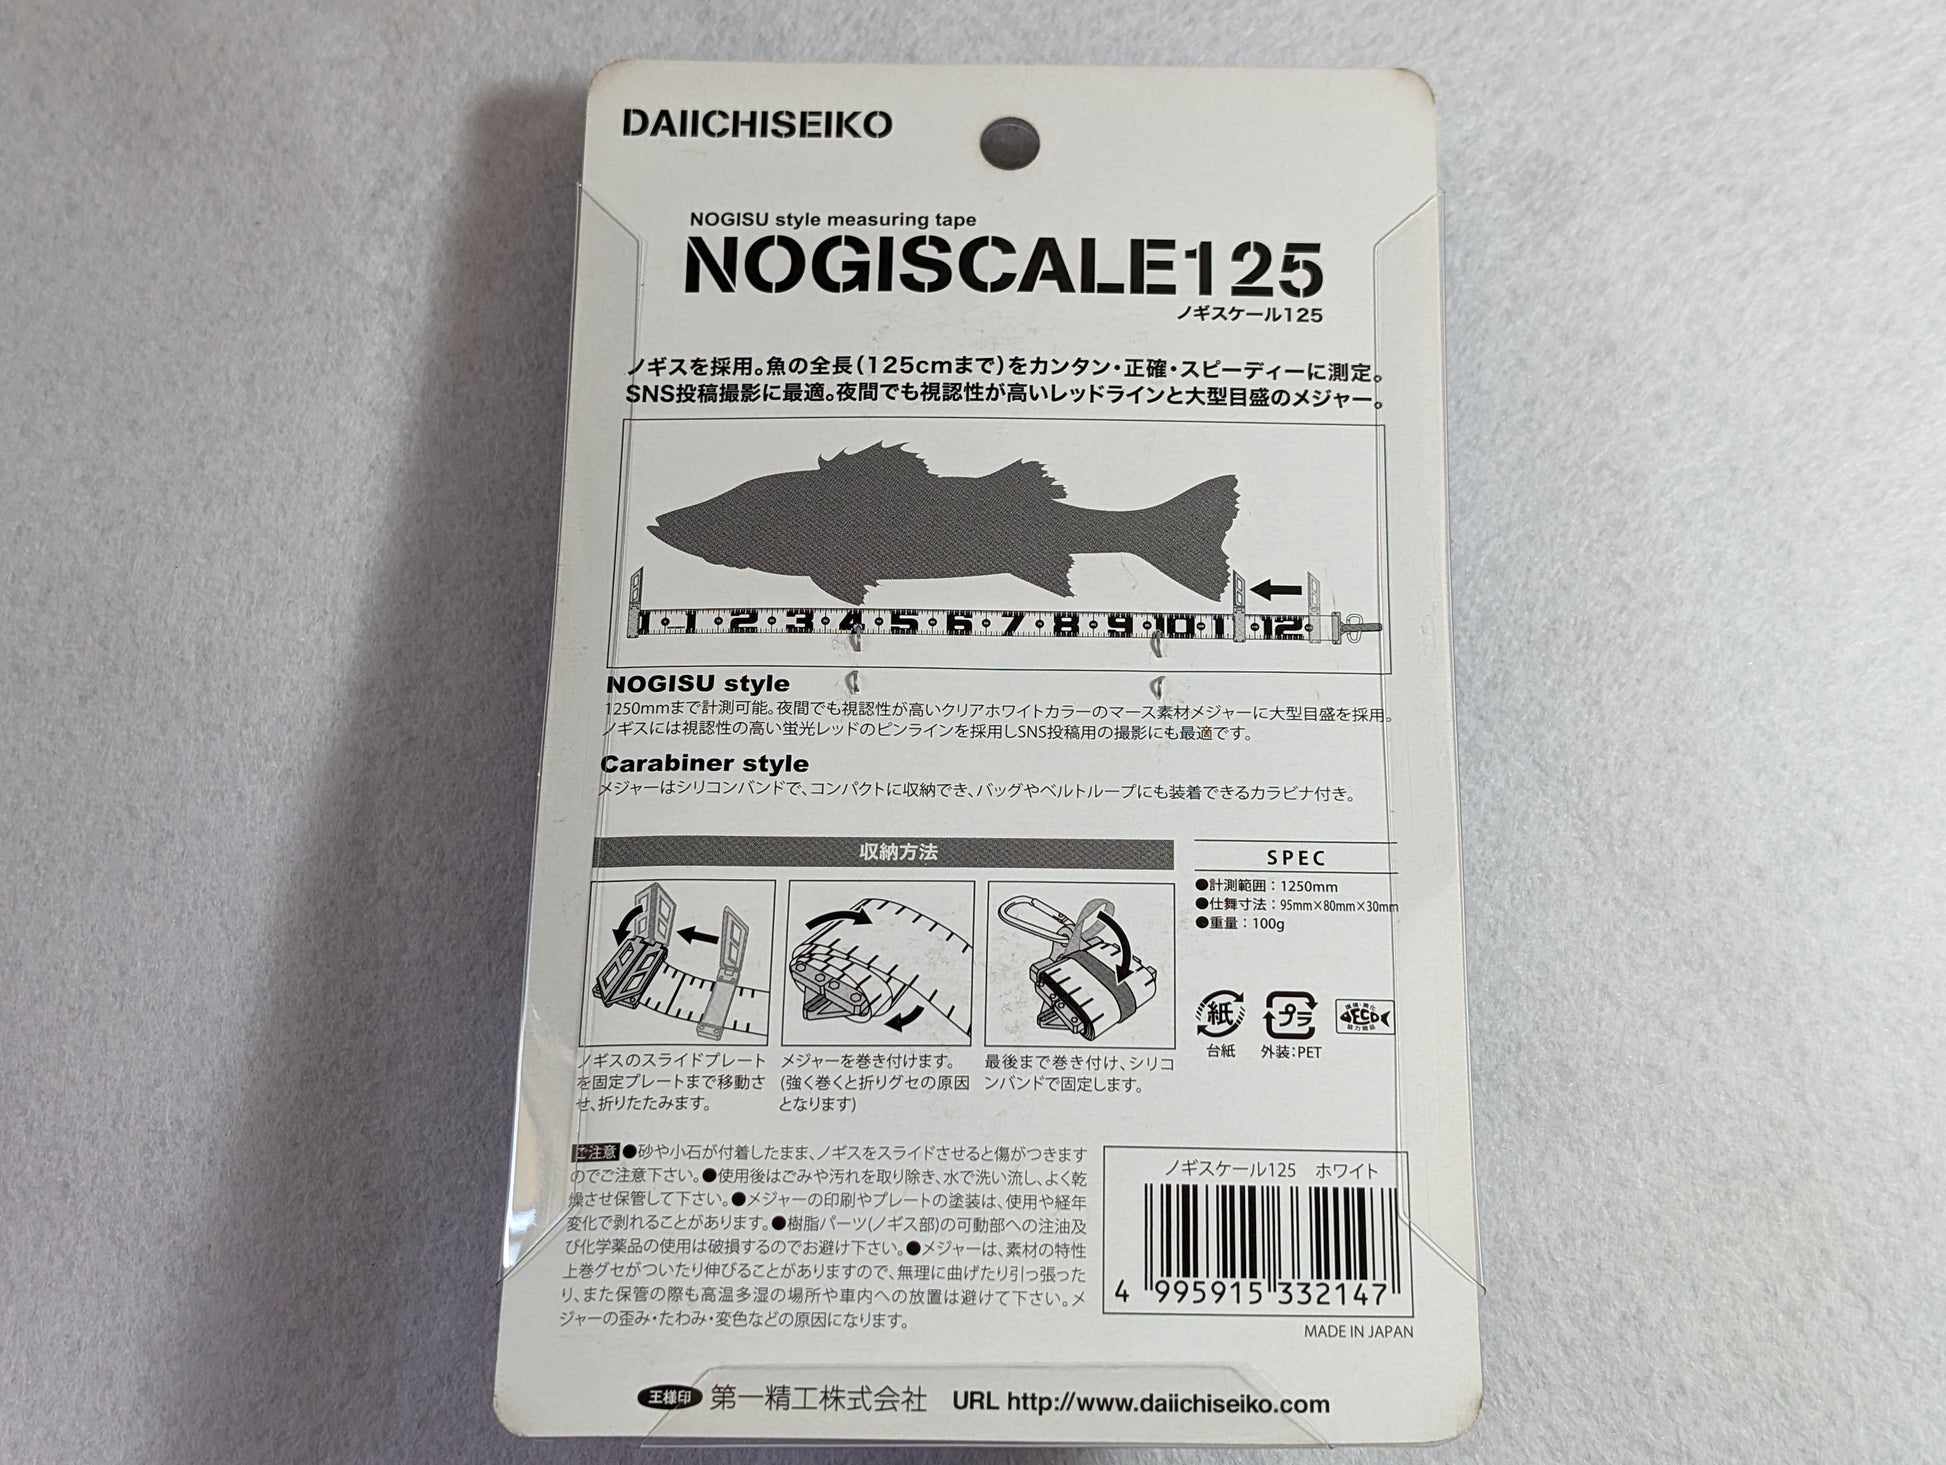 DAIICHISEIKO
NOGISU style measuring tape
NOGISCALE125
ノギスケール125
ノギスを採用。魚の全長(125cmまで)をカンタン・正確・スピーディーに測定。
SNS投稿撮影に最適。夜間でも視認性が高いレッドラインと大型目盛のメジャー。
1 2 3 4 5 6 7 8 9 10 11 12
NOGISU style
1250mmまで計測可能。夜間でも視認性が高いクリアホワイトカラーのマース素材メジャーに大型目盛を採用。
ノギスには視認性の高い蛍光レッドのピンラインを採用しSNS投稿用の撮影にも最適です。
Carabiner style
メジャーはシリコンバンドで、コンパクトに収納でき、バッグやベルトループにも装着できるカラビナ付き。
収納方法
ノギスのスライドプレート
を固定プレートまで移動さ
せ、折りたたみます。
メジャーを巻き付けます。
(強く巻くと折りグセの原因
となります)
最後まで巻き付け、シリコ
ンバンドで固定します。
SPEC
●計測範囲：1250mm
●仕舞寸法：95mm×80mm×30mm
●重量：100g
紙
台紙
プラ
外装：PET
ECO
ご注意 ●砂や小石が付着したまま、ノギスをスライドさせると傷がつきます
のでご注意下さい。●使用後はごみや汚れを取り除き、水で洗い流し、よく乾
燥させ保管して下さい。●メジャーの印刷やプレートの塗装は、使用や経年
変化で剥れることがあります。●樹脂パーツ(ノギス部)の可動部への注油及
び化学薬品の使用は破損するのでお避け下さい。●メジャーは、素材の特性
上巻グセがついたり伸びることがありますので、無理に曲げたり引っ張った
り、また保管の際も高温多湿の場所や車内への放置は避けて下さい。メ
ジャーの歪み・たわみ・変色などの原因になります。
ノギスケール125 ホワイト
4 995915 332147
MADE IN JAPAN
王様印 第一精工株式会社 URL http://www.daiichiseiko.com